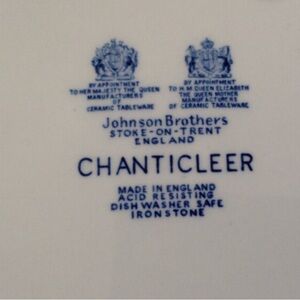 BY APPOINTMENT
TO HER MAJESTY THE QUEEN
MANUFACTURERS
OF
CERAMIC TABLEWARE
BY APPOINTMENT
TO H.M. QUEEN ELIZABETH
THE QUEEN MOTHER
MANUFACTURERS
OF CERAMIC TABLEWARE
Johnson Brothers
STOKE-ON-TRENT
ENGLAND
CHANTICLEER
MADE IN ENGLAND
ACID RESISTING
DISH WASHER SAFE
IRONSTONE